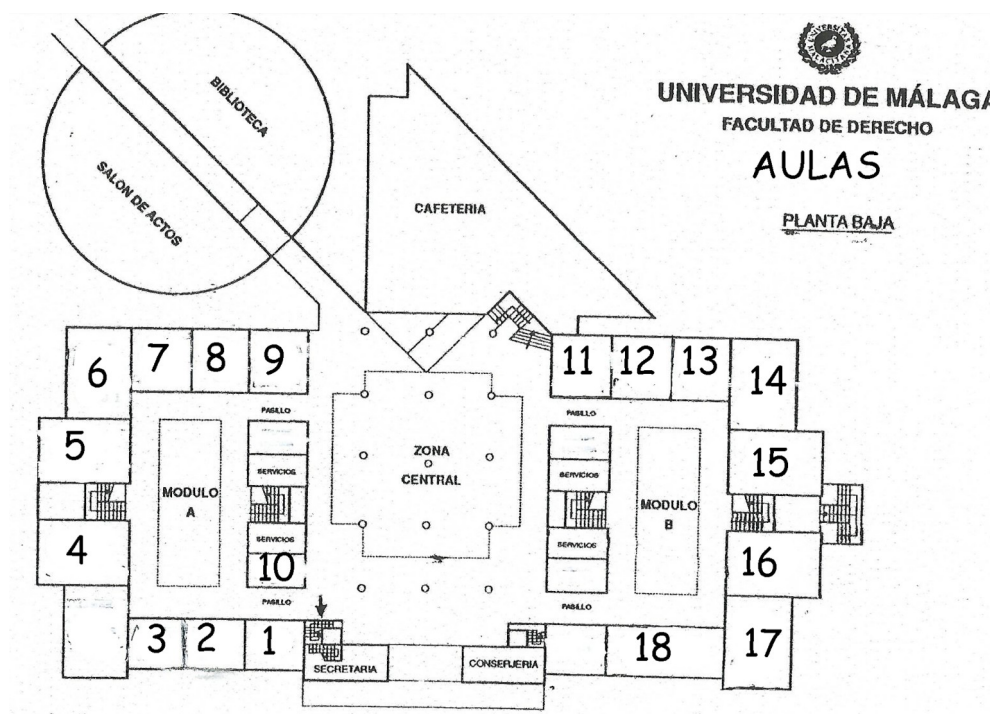 UNIVERSIDAD DE MÁLAGA
FACULTAD DE DERECHO
AULAS
PLANTA BAJA
BIBLIOTECA
SALON DE ACTOS
CAFETERIA
6
7
8
9
11
12
13
14
PASILLO
PASILLO
5
SERVICIOS
ZONA
CENTRAL
SERVICIOS
15
MODULO
A
MODULO
B
4
SERVICIOS
10
SERVICIOS
16
PASILLO
PASILLO
3
2
1
SECRETARIA
CONSERJERIA
18
17